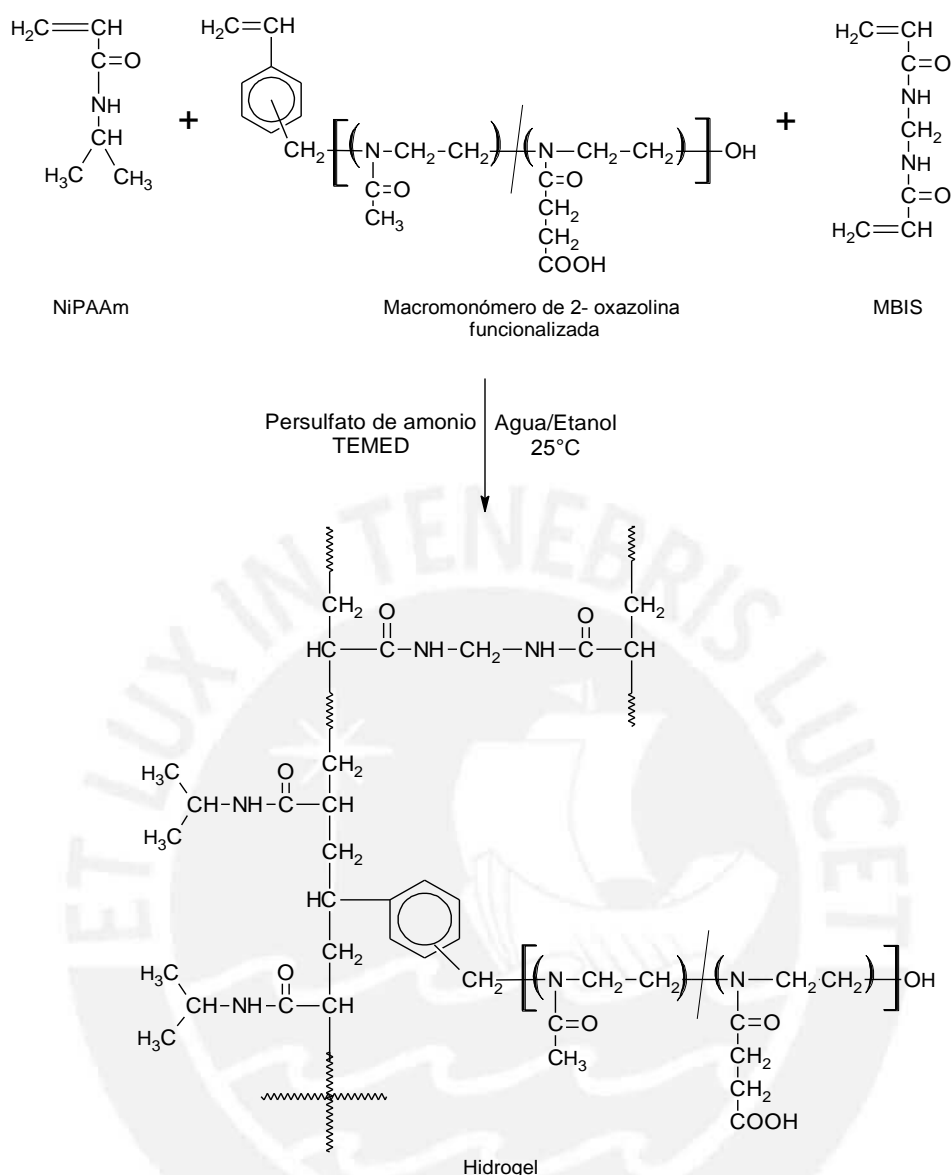 H₂C CH
C=O
NH
CH
H₃C CH₃
+
H₂C CH
CH₂ [( N CH₂ CH₂ ) / ( N CH₂ CH₂ )] OH
C=O C=O
CH₃ CH₂
CH₂
COOH
+
H₂C CH
C=O
NH
CH₂
NH
C=O
H₂C CH
NiPAAm
Macromonómero de 2- oxazolina
funcionalizada
MBIS
Persulfato de amonio
TEMED
Agua/Etanol
25°C
ET LUX IN TENEBRIS LUCET
CH₂ CH₂
O O
HC C NH CH₂ NH C CH
CH₂
H₃C O
CH NH C CH
H₃C
CH₂
HC
CH₂
H₃C O
CH NH C CH
H₃C
CH₂ [( N CH₂ CH₂ ) / ( N CH₂ CH₂ )] OH
C=O C=O
CH₃ CH₂
CH₂
COOH
Hidrogel